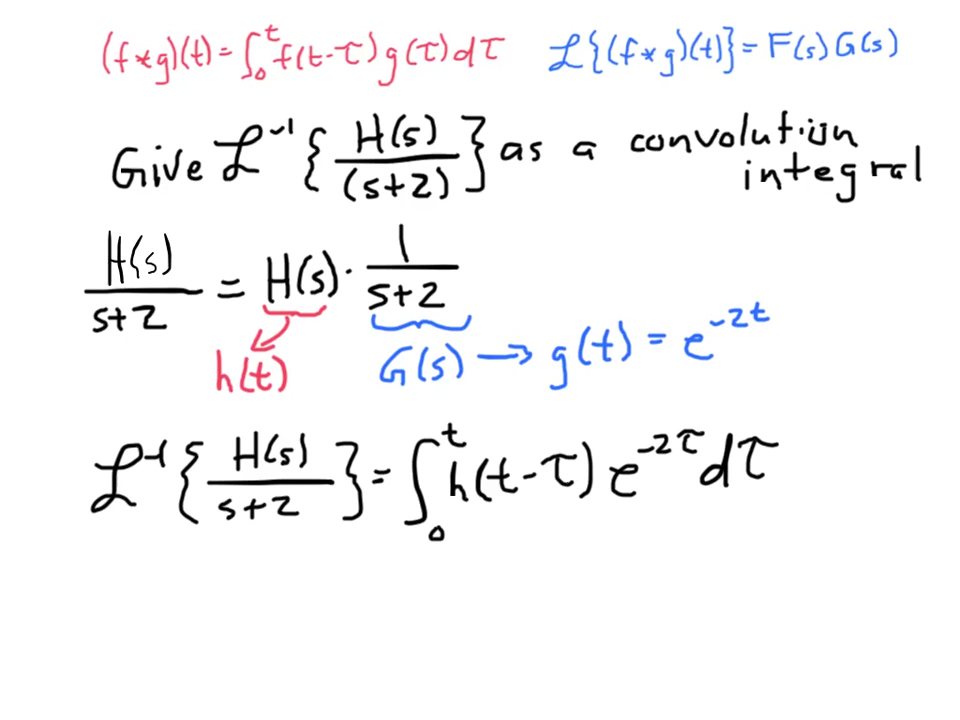 (f*g)(t) = ∫₀ᵗ f(t-τ) g(τ) dτ    ℒ{(f*g)(t)} = F(s) G(s)
Give ℒ⁻¹ { H(s) / (s+2) } as a convolution
integral
H(s) / s+2 = H(s) · 1 / s+2
h(t)    G(s) → g(t) = e^{-2t}
ℒ⁻¹ { H(s) / s+2 } = ∫₀ᵗ h(t-τ) e^{-2τ} dτ